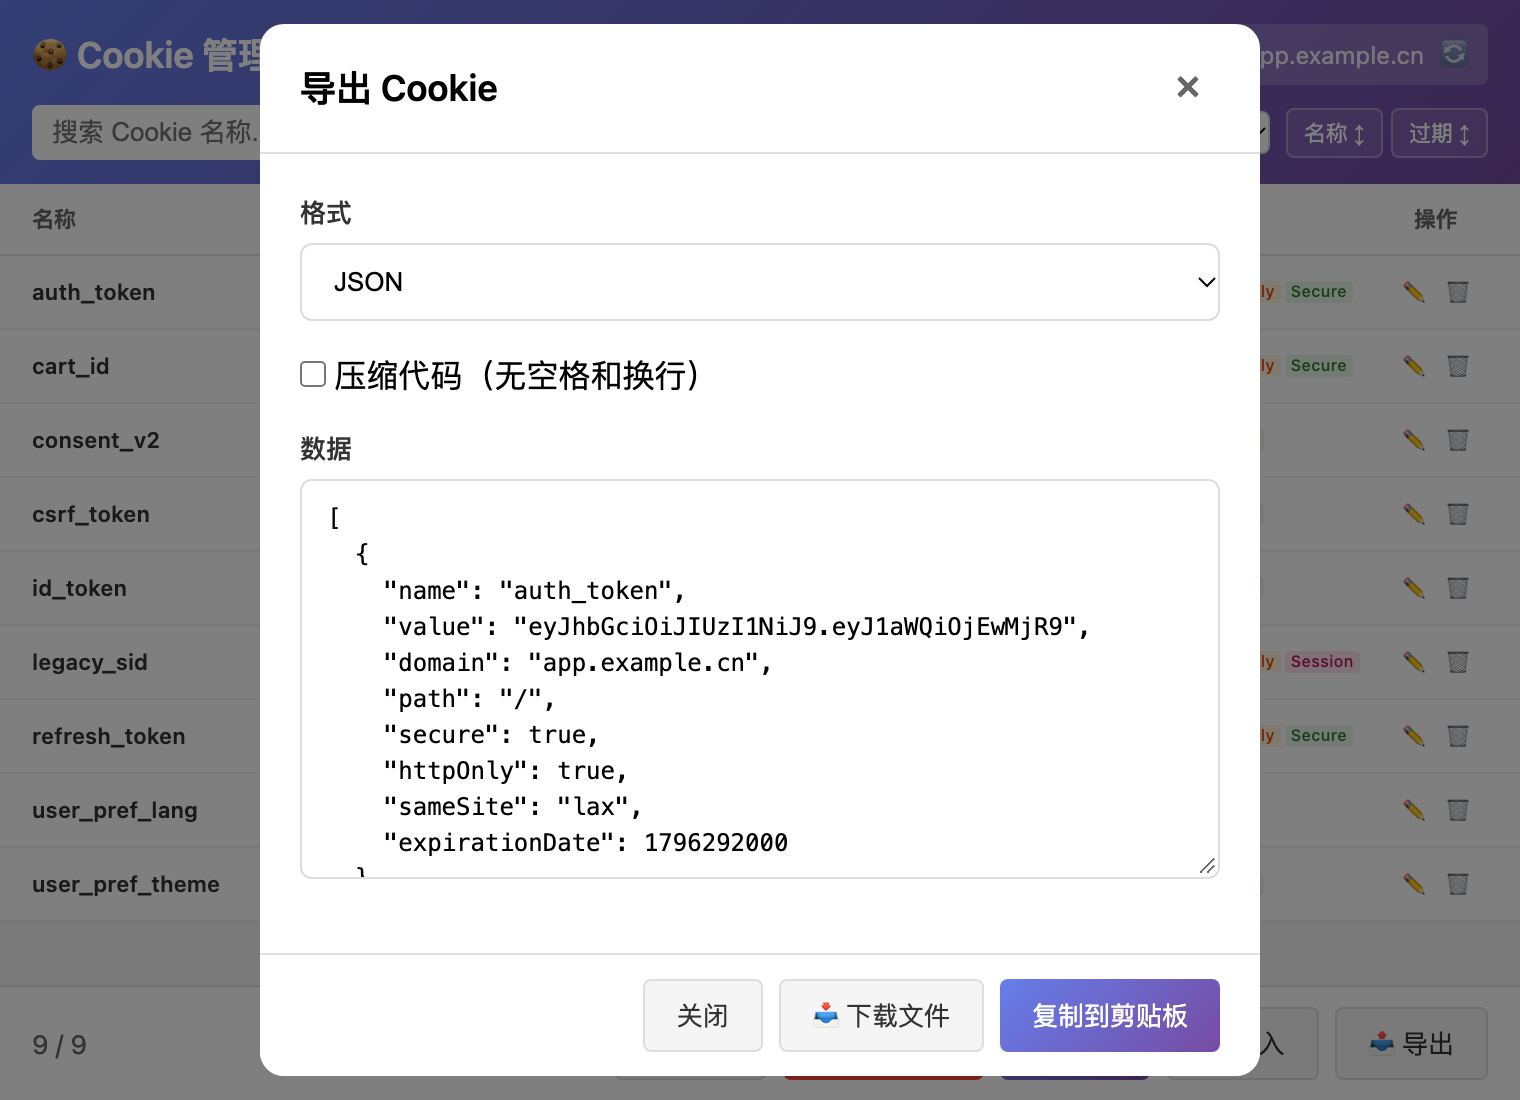 Cookie 管理
pp.example.cn
搜索 Cookie 名称..
名称 ↕
过期 ↕
导出 Cookie
×
格式
JSON
压缩代码（无空格和换行）
数据
[
  {
    "name": "auth_token",
    "value": "eyJhbGciOiJIUzI1NiJ9.eyJ1aWQiOjEwMjR9",
    "domain": "app.example.cn",
    "path": "/",
    "secure": true,
    "httpOnly": true,
    "sameSite": "lax",
    "expirationDate": 1796292000
  }
关闭
下载文件
复制到剪贴板
名称
操作
auth_token
ly Secure
cart_id
ly Secure
consent_v2
csrf_token
id_token
legacy_sid
ly Session
refresh_token
ly Secure
user_pref_lang
user_pref_theme
9 / 9
入
导出